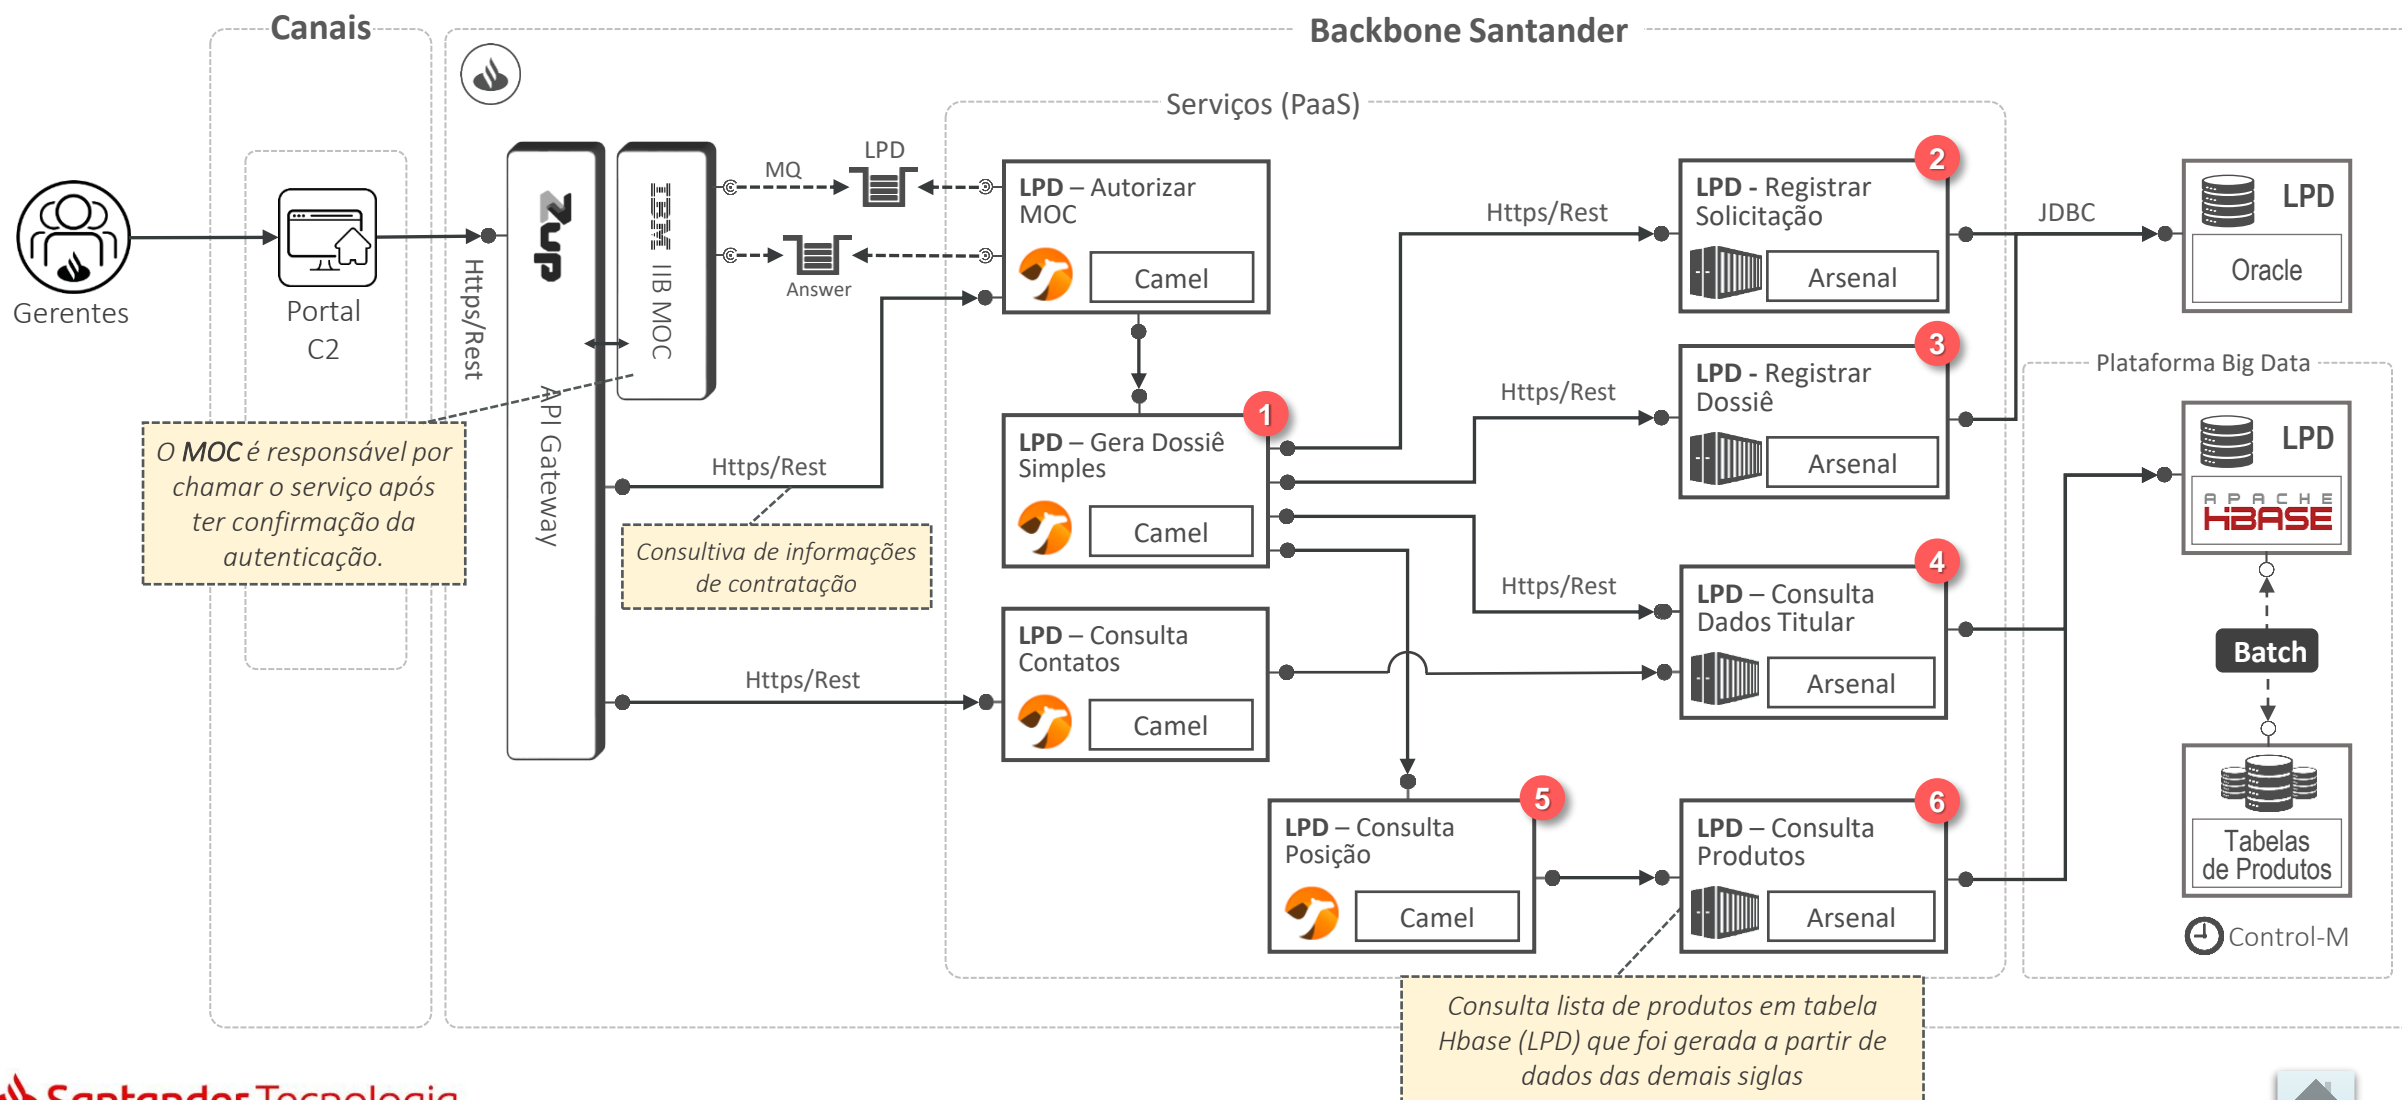 Canais
Backbone Santander
Serviços (PaaS)
Gerentes
Portal
C2
Https/Rest
zup
API Gateway
IBM IIB MOC
MQ
LPD
Answer
LPD – Autorizar
MOC
Camel
Https/Rest
LPD - Registrar
Solicitação
2
Arsenal
JDBC
LPD
Oracle
LPD - Registrar
Dossiê
3
Arsenal
Https/Rest
LPD – Gera Dossiê
Simples
1
Camel
Https/Rest
Https/Rest
O MOC é responsável por
chamar o serviço após
ter confirmação da
autenticação.
Consultiva de informações
de contratação
Plataforma Big Data
LPD
APACHE
HBASE
Batch
Tabelas
de Produtos
Control-M
LPD – Consulta
Dados Titular
4
Arsenal
LPD – Consulta
Contatos
Camel
Https/Rest
LPD – Consulta
Posição
5
Camel
LPD – Consulta
Produtos
6
Arsenal
Consulta lista de produtos em tabela
Hbase (LPD) que foi gerada a partir de
dados das demais siglas
Santander Tecnologia